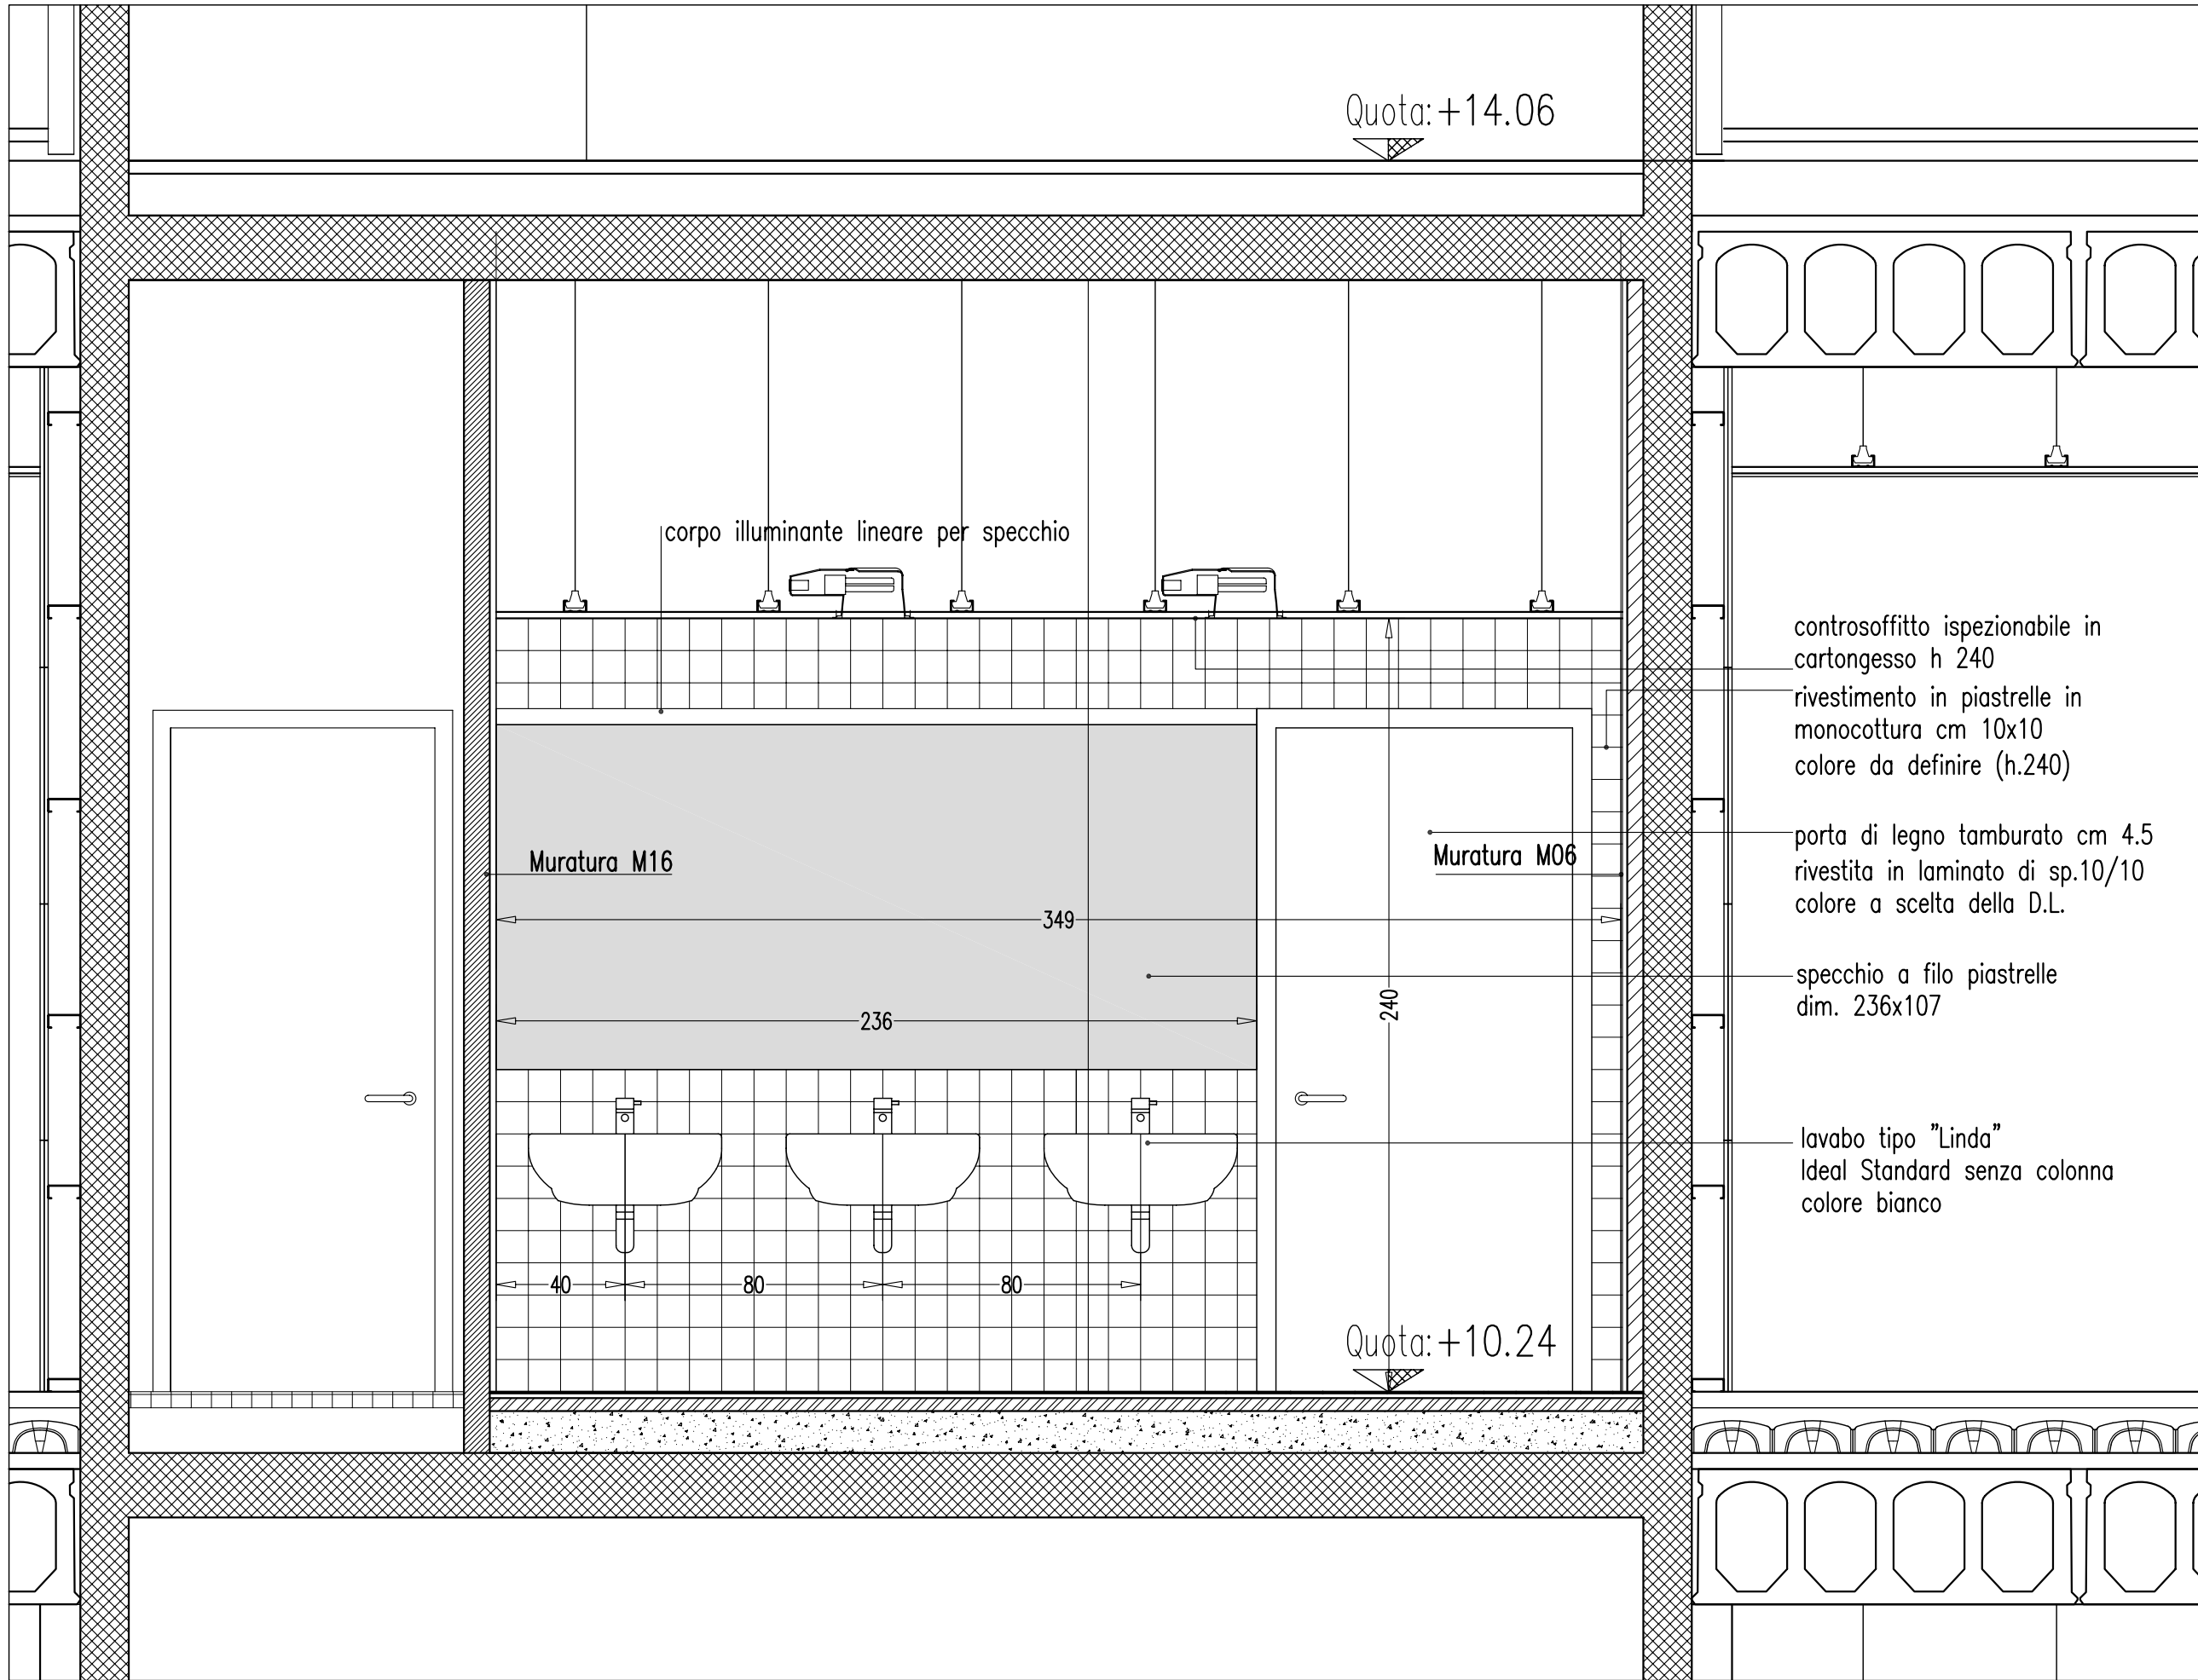 Quota:+14.06
corpo illuminante lineare per specchio
controsoffitto ispezionabile in
cartongesso h 240
rivestimento in piastrelle in
monocottura cm 10x10
colore da definire (h.240)
porta di legno tamburato cm 4.5
rivestita in laminato di sp.10/10
colore a scelta della D.L.
Muratura M16
Muratura M06
349
specchio a filo piastrelle
dim. 236x107
236
240
lavabo tipo "Linda"
Ideal Standard senza colonna
colore bianco
40
80
80
Quota:+10.24